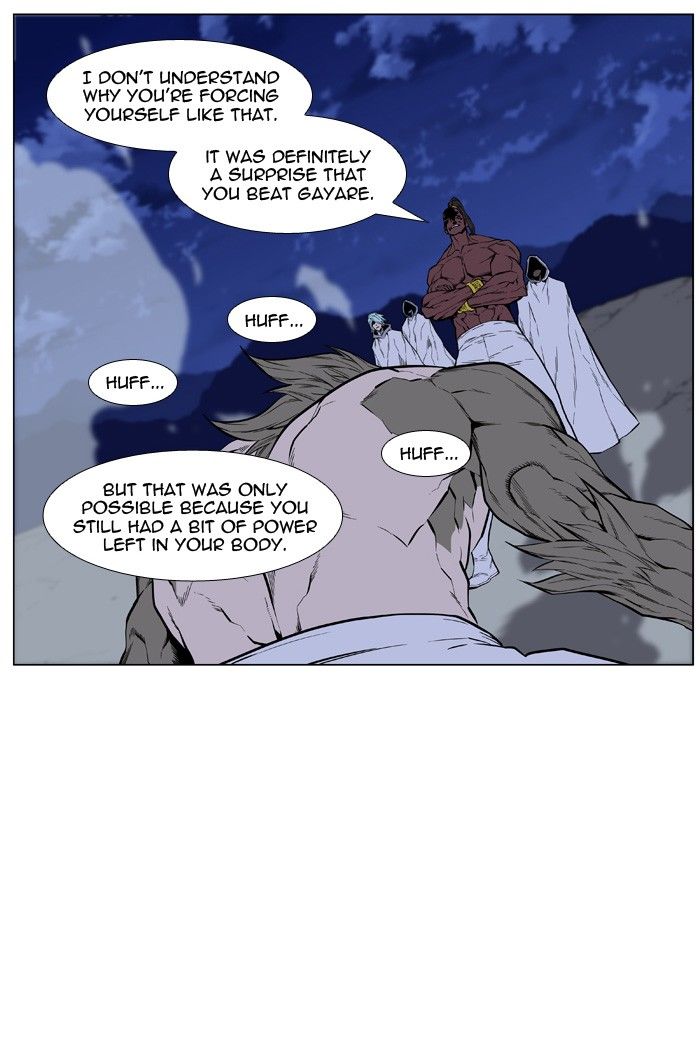 I DON'T UNDERSTAND
WHY YOU'RE FORCING
YOURSELF LIKE THAT.
IT WAS DEFINITELY
A SURPRISE THAT
YOU BEAT GAYARE.
HUFF...
HUFF...
HUFF...
BUT THAT WAS ONLY
POSSIBLE BECAUSE YOU
STILL HAD A BIT OF POWER
LEFT IN YOUR BODY.